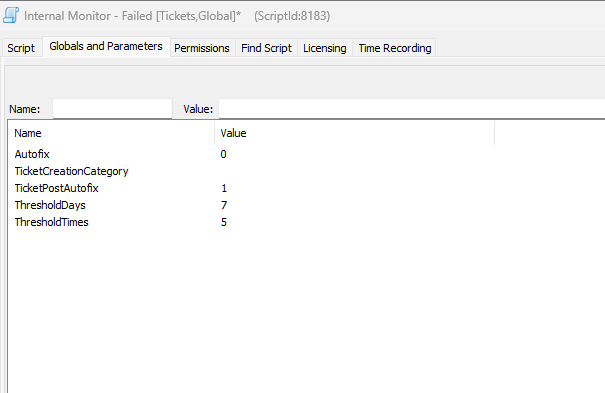 Internal Monitor - Failed [Tickets,Global]* (ScriptId:8183)
Script Globals and Parameters Permissions Find Script Licensing Time Recording
Name: Value:
Name Value
Autofix 0
TicketCreationCategory
TicketPostAutofix 1
ThresholdDays 7
ThresholdTimes 5